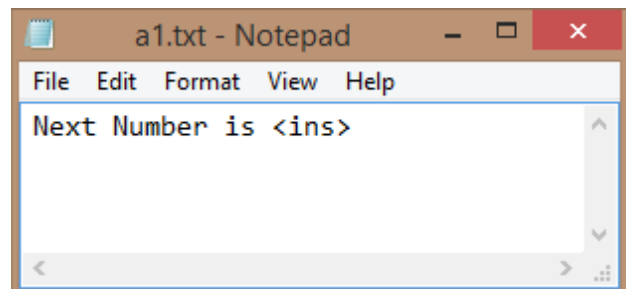 a1.txt - Notepad
File Edit Format View Help
Next Number is <ins>